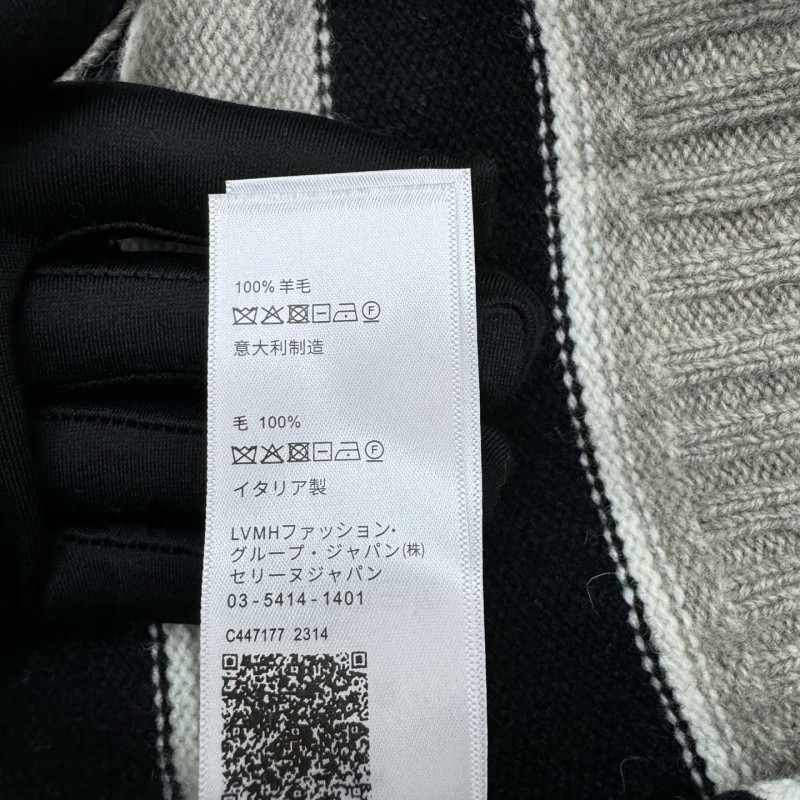 100% 羊毛
意大利制造
毛 100%
イタリア製
LVMHファッション・
グループ・ジャパン(株)
セリーヌジャパン
03-5414-1401
C447177 2314